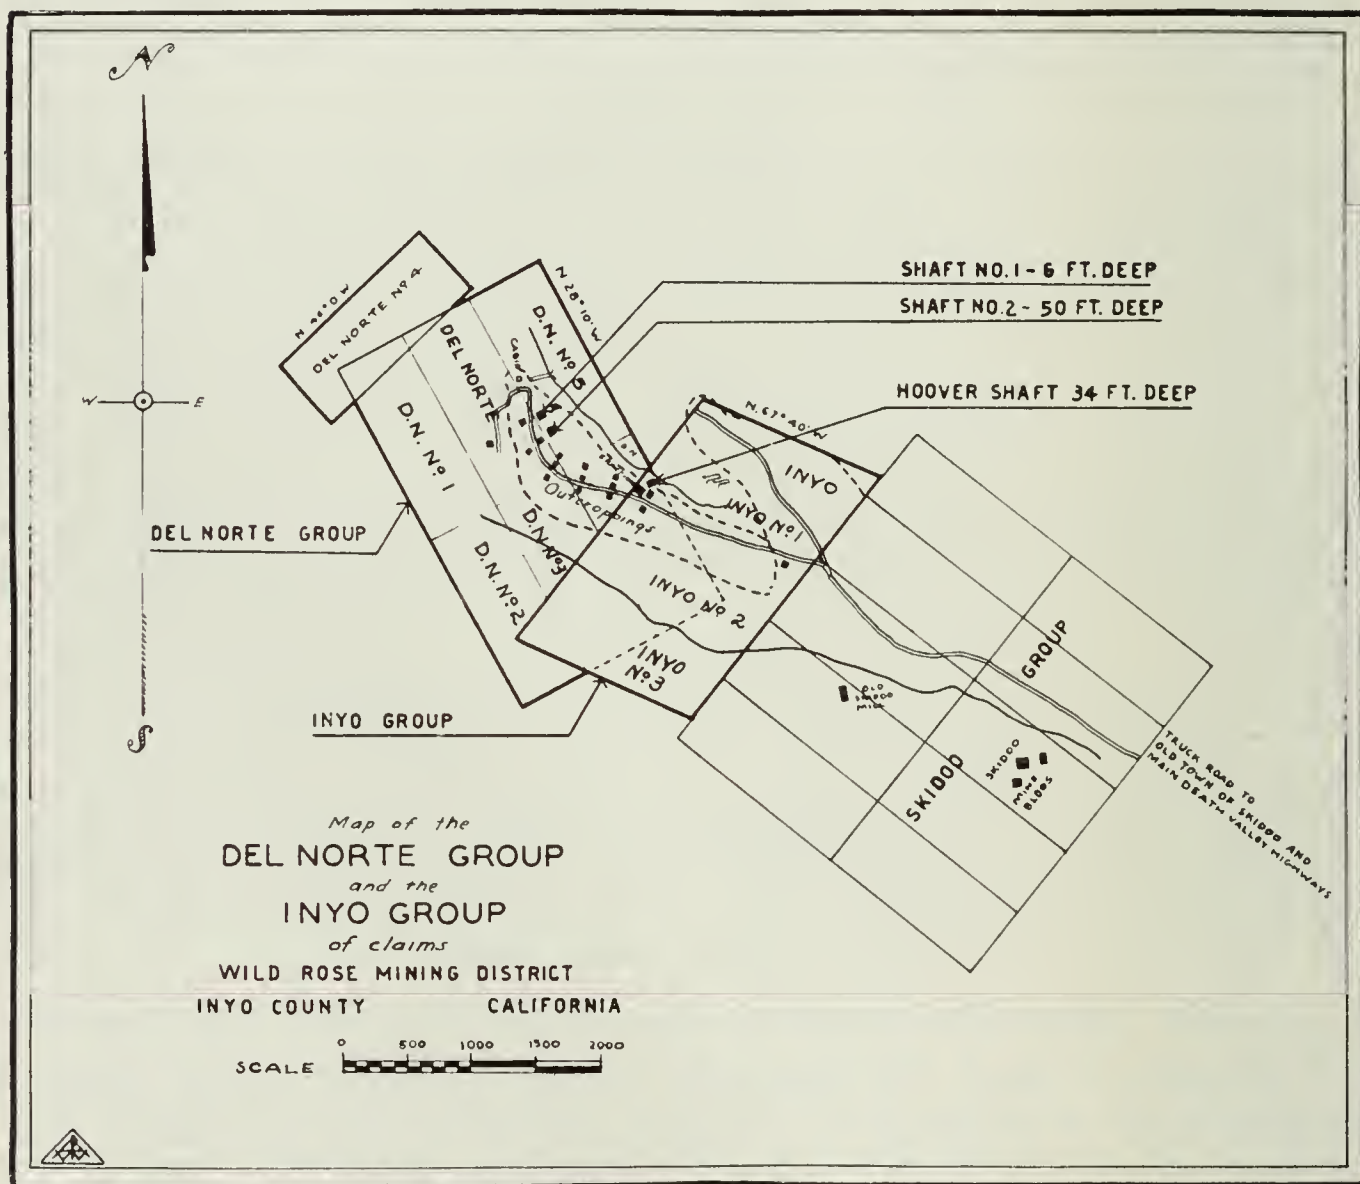 N
SHAFT NO. 1 - 6 FT. DEEP
SHAFT NO. 2 - 50 FT. DEEP
HOOVER SHAFT 34 FT. DEEP
DEL NORTE Nº 4
N 28° 10' W
D.N. Nº 5
DEL NORTE
CABIN
W
E
D.N. Nº 1
N. 67° 40' W
INYO
INYO Nº 1
Outcroppings
DEL NORTE GROUP
D.N. Nº 3
D.N. Nº 2
INYO Nº 2
INYO
Nº 3
GROUP
OLD
SKIDOO
MILL
INYO GROUP
S
SKIDOO
SKIDOO
MINE
BLDGS
TRUCK ROAD TO
OLD TOWN OF SKIDOO AND
MAIN DEATH VALLEY HIGHWAYS
Map of the
DEL NORTE GROUP
and the
INYO GROUP
of claims
WILD ROSE MINING DISTRICT
INYO COUNTY CALIFORNIA
SCALE
0 500 1000 1500 2000